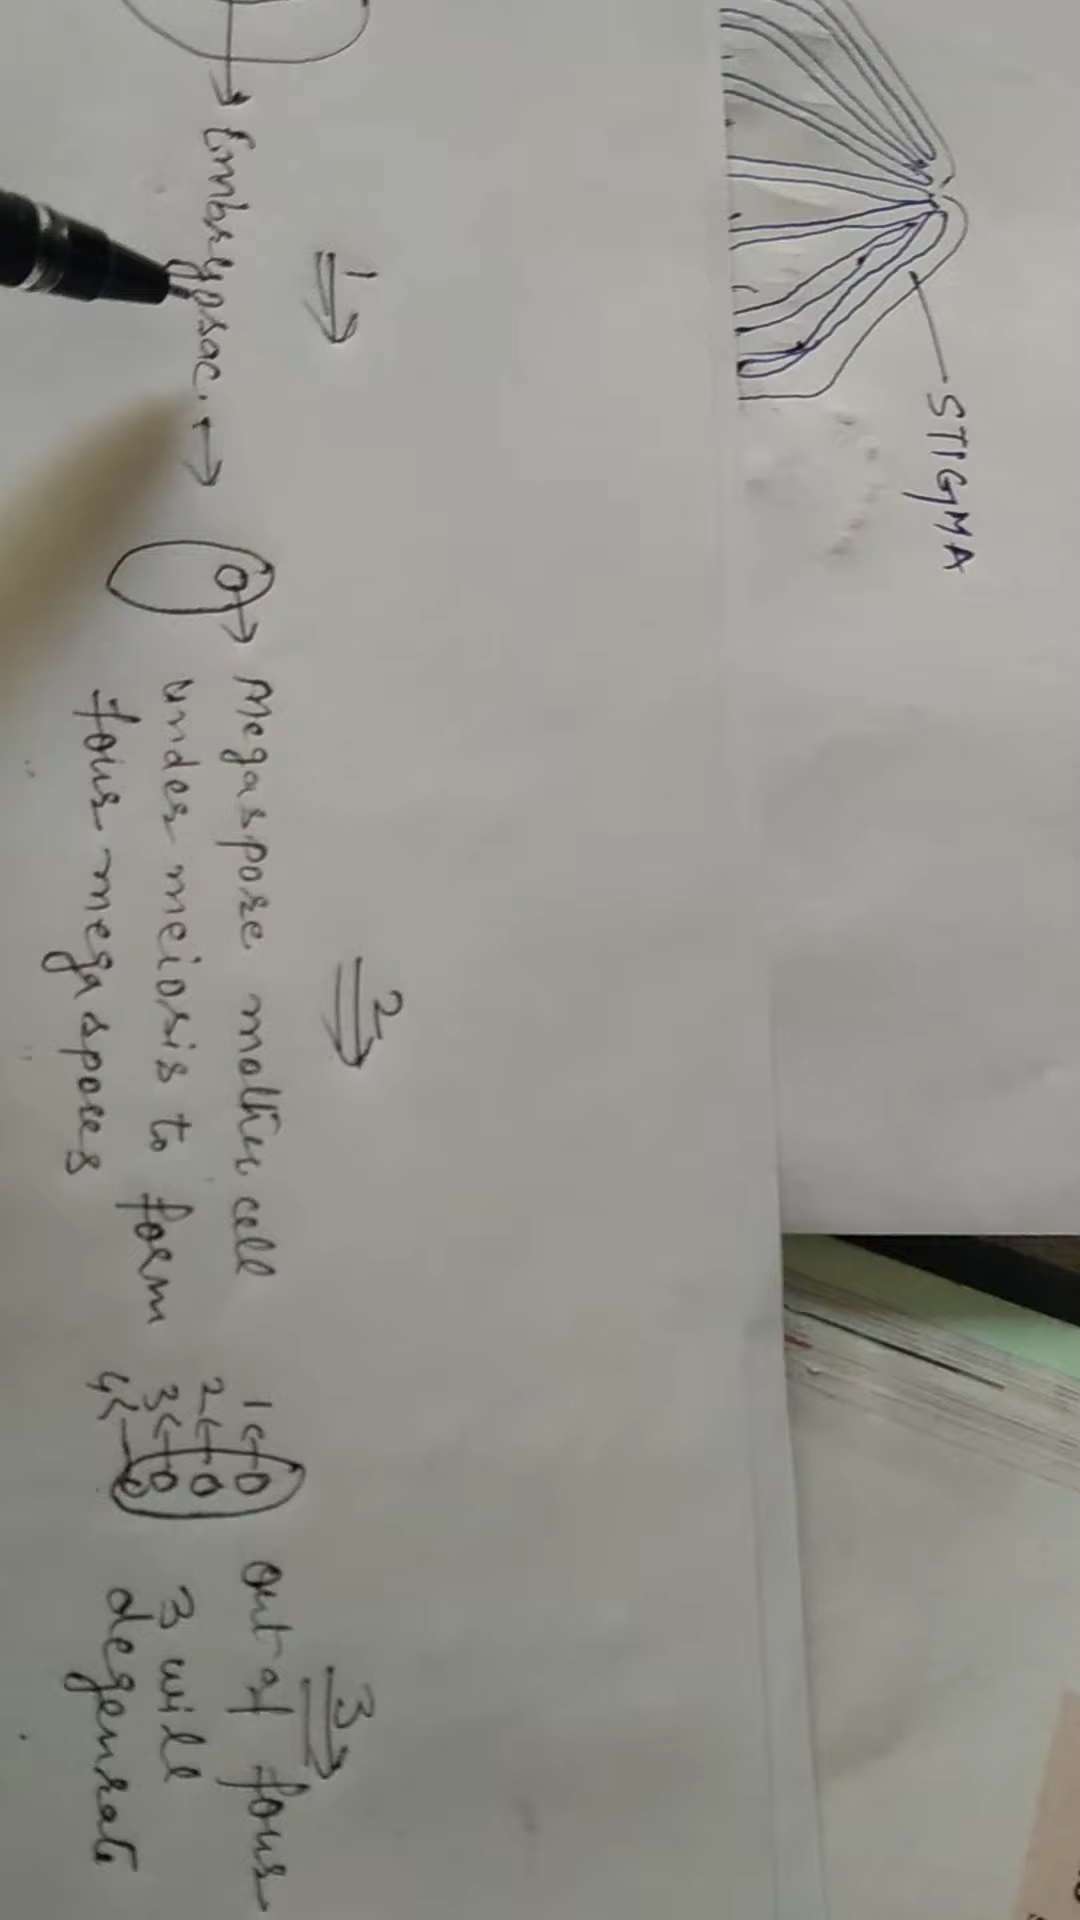 STIGMA
1
2
3
Embryosac.
Megaspore mother cell
under meiosis to form
four megaspores
1
2
3
4
out of four
3 will
degenrate